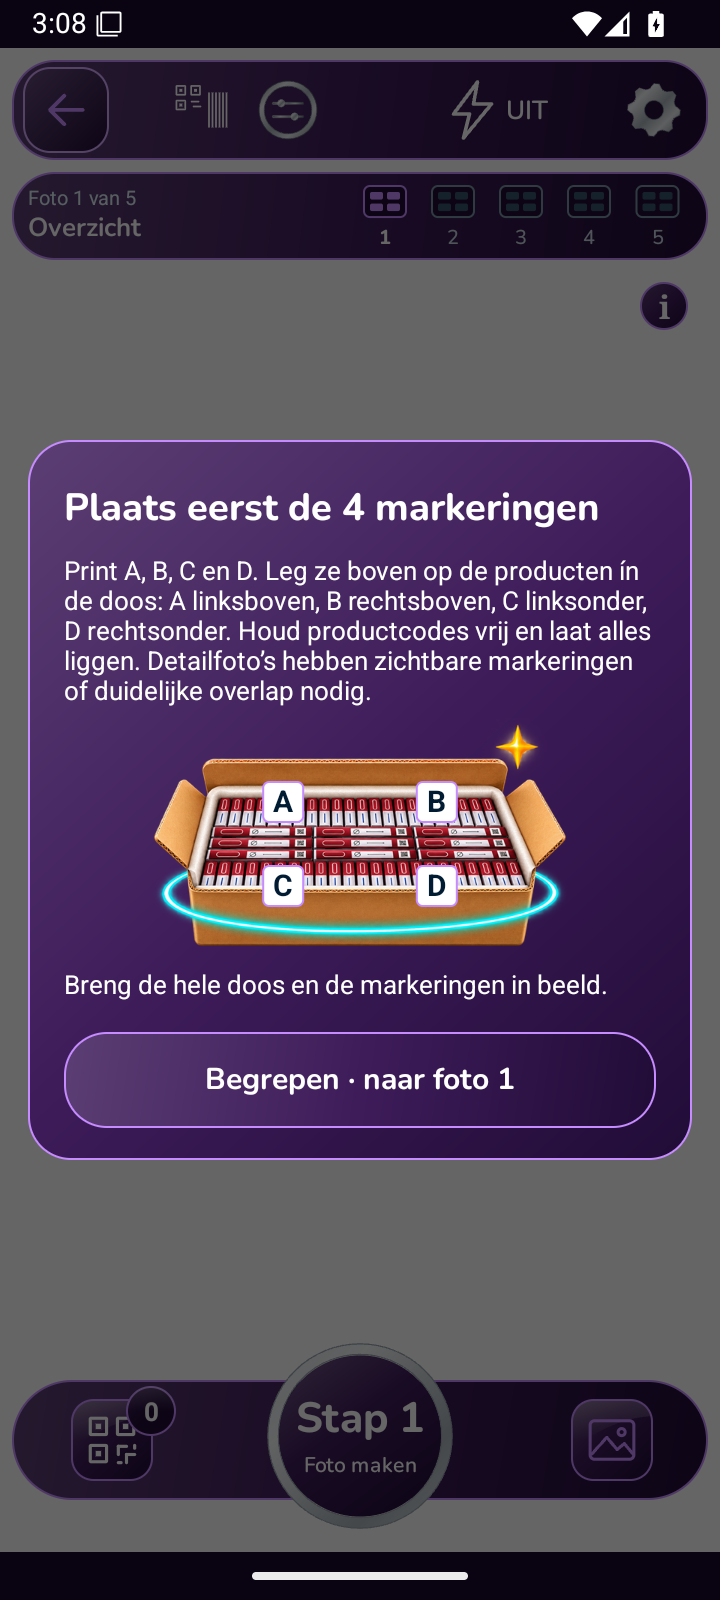 3:08
UIT
Foto 1 van 5
Overzicht
1
2
3
4
5
i
Plaats eerst de 4 markeringen
Print A, B, C en D. Leg ze boven op de producten ín
de doos: A linksboven, B rechtsboven, C linksonder,
D rechtsonder. Houd productcodes vrij en laat alles
liggen. Detailfoto’s hebben zichtbare markeringen
of duidelijke overlap nodig.
A
B
C
D
Breng de hele doos en de markeringen in beeld.
Begrepen · naar foto 1
0
Stap 1
Foto maken